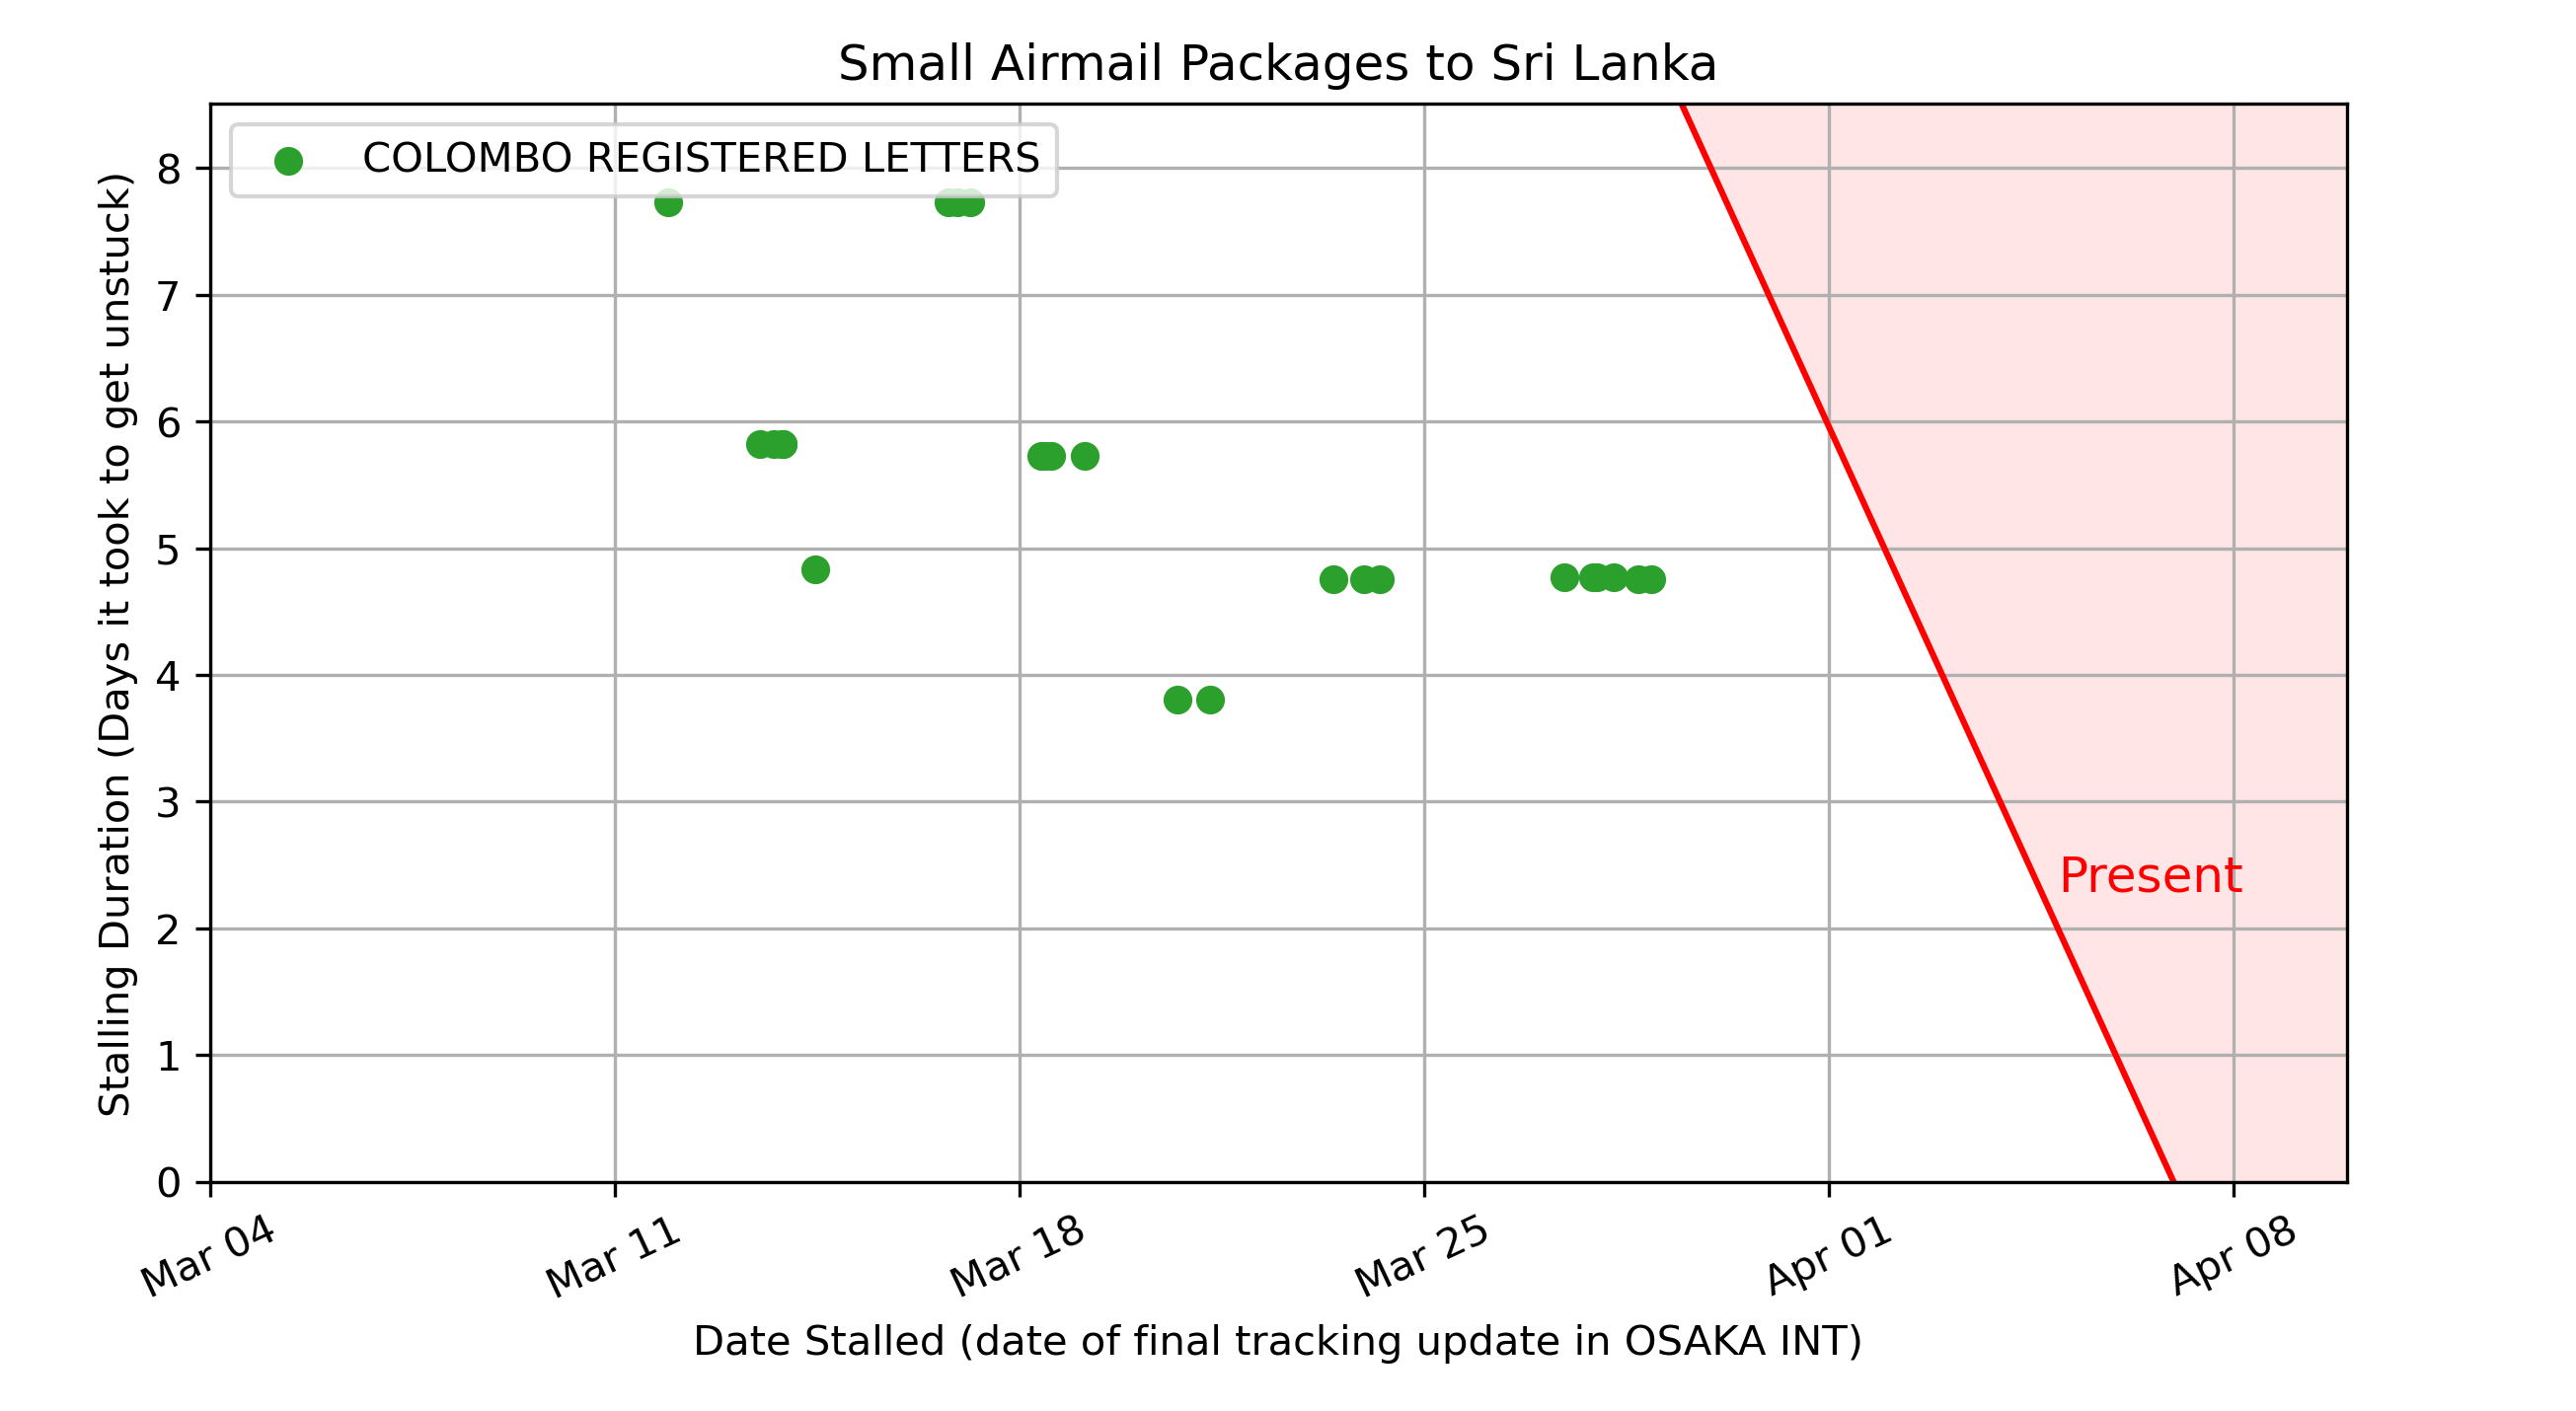 Small Airmail Packages to Sri Lanka
COLOMBO REGISTERED LETTERS
Stalling Duration (Days it took to get unstuck)
8
7
6
5
4
3
2
1
0
Present
Mar 04 Mar 11 Mar 18 Mar 25 Apr 01 Apr 08
Date Stalled (date of final tracking update in OSAKA INT)